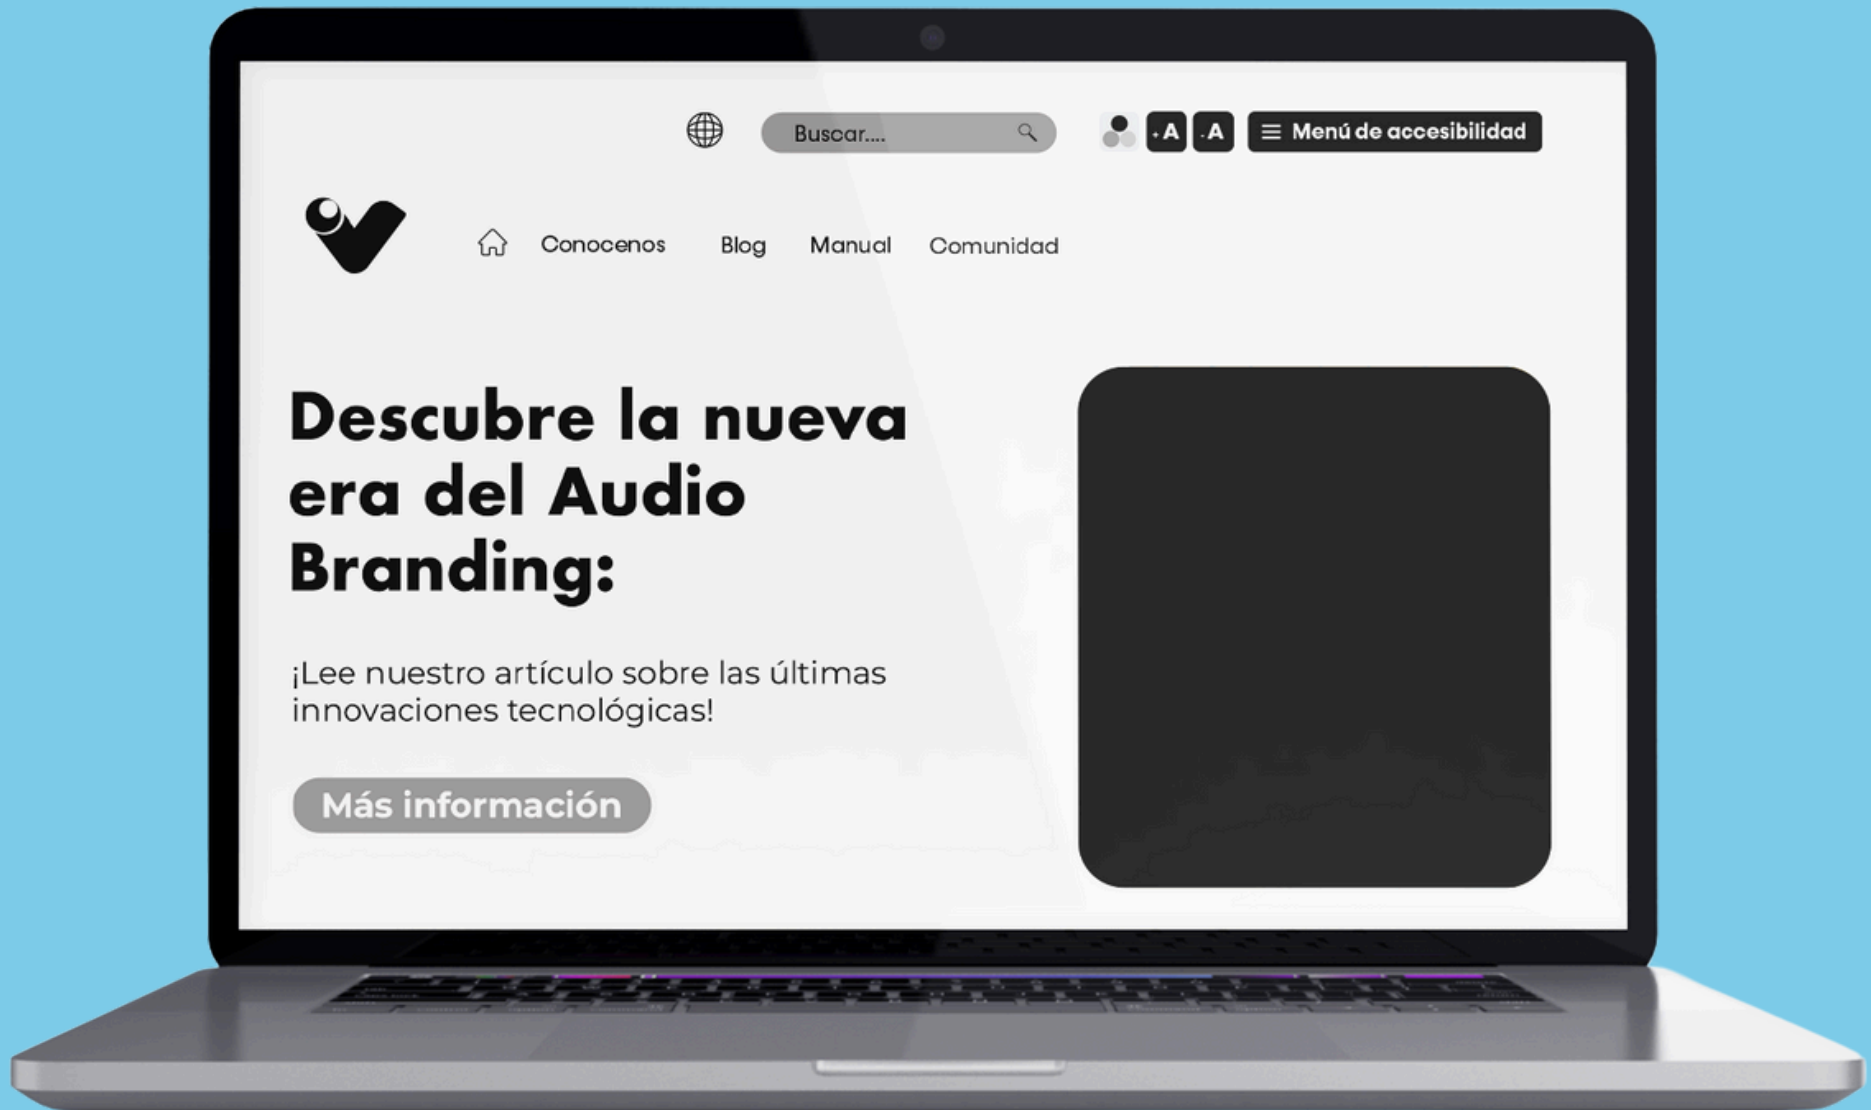 Buscar....
+A
-A
Menú de accesibilidad
Conocenos
Blog
Manual
Comunidad
Descubre la nueva
era del Audio
Branding:
¡Lee nuestro artículo sobre las últimas
innovaciones tecnológicas!
Más información